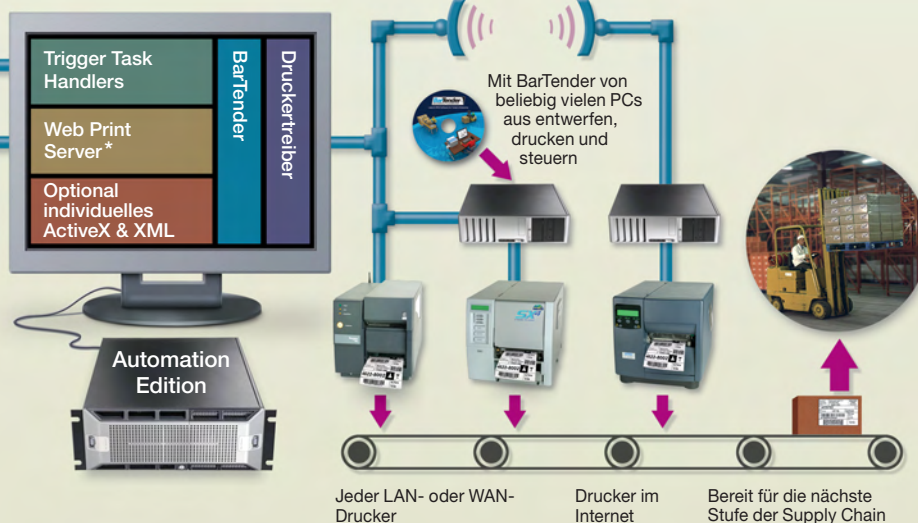 Trigger Task
Handlers
Web Print
Server*
Optional
individuelles
ActiveX & XML
BarTender
Druckertreiber
Mit BarTender von
beliebig vielen PCs
aus entwerfen,
drucken und
steuern
BarTender
Automation
Edition
Jeder LAN- oder WAN-
Drucker
Drucker im
Internet
Bereit für die nächste
Stufe der Supply Chain